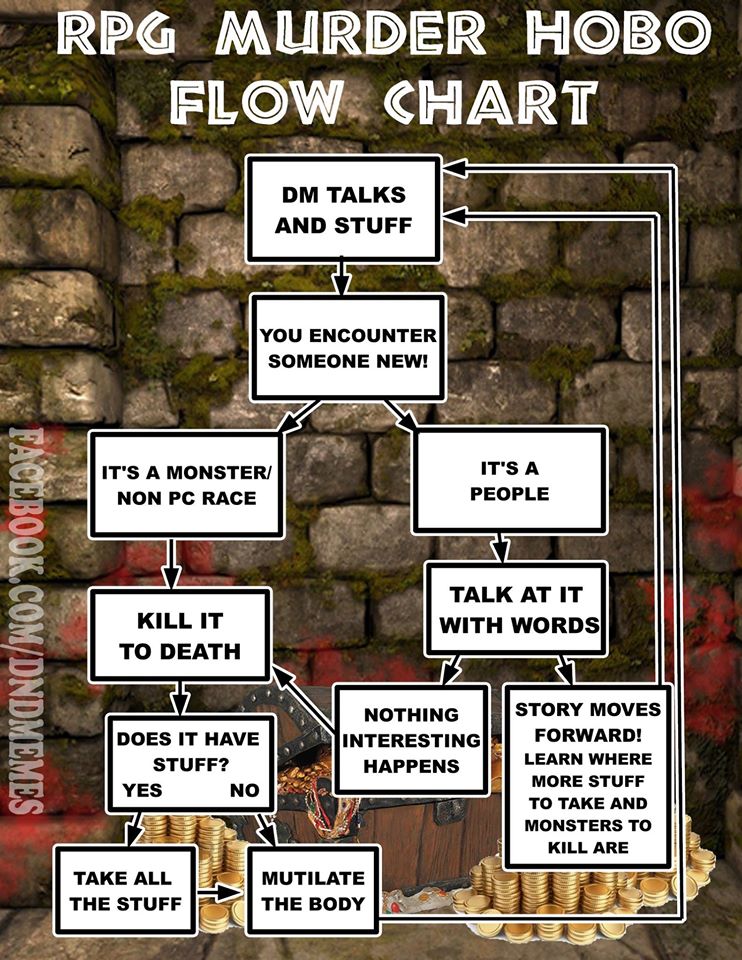 RPG MURDER HOBO
FLOW CHART
DM TALKS
AND STUFF
YOU ENCOUNTER
SOMEONE NEW!
IT'S A MONSTER/
NON PC RACE
IT'S A
PEOPLE
KILL IT
TO DEATH
TALK AT IT
WITH WORDS
DOES IT HAVE
STUFF?
YES NO
NOTHING
INTERESTING
HAPPENS
STORY MOVES
FORWARD!
LEARN WHERE
MORE STUFF
TO TAKE AND
MONSTERS TO
KILL ARE
TAKE ALL
THE STUFF
MUTILATE
THE BODY
FACEBOOK.COM/DNDMEMES